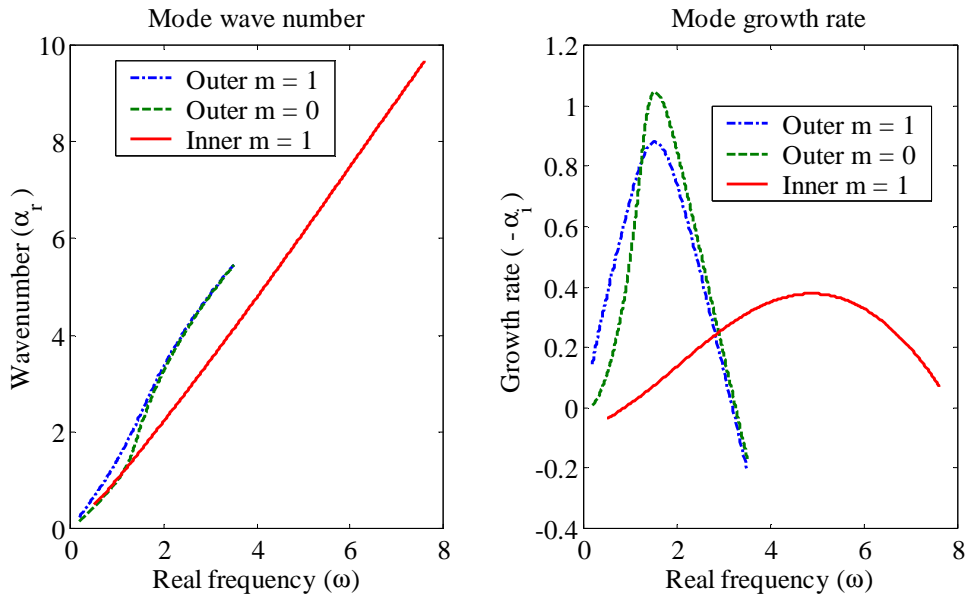 Mode wave number
10
8
6
4
2
0
0
2
4
6
8
Wavenumber (α_r)
Real frequency (ω)
Outer m = 1
Outer m = 0
Inner m = 1
Mode growth rate
1.2
1
0.8
0.6
0.4
0.2
0
-0.2
-0.4
0
2
4
6
8
Growth rate ( -α_i)
Real frequency (ω)
Outer m = 1
Outer m = 0
Inner m = 1